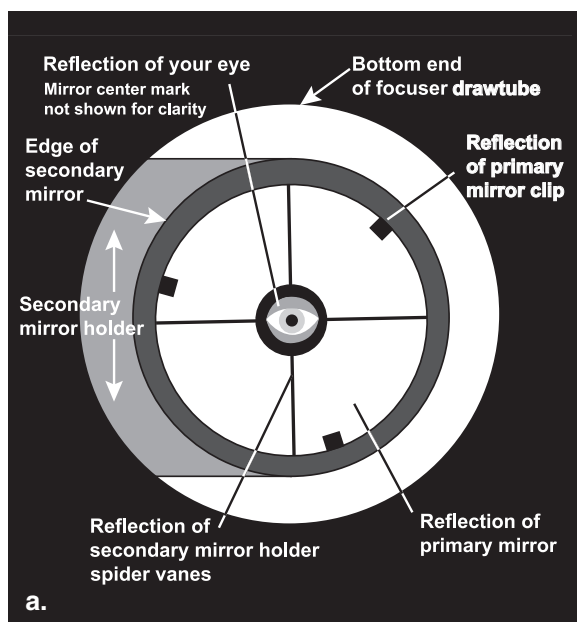 Reflection of your eye
Mirror center mark
not shown for clarity
Bottom end
of focuser drawtube
Edge of
secondary
mirror
Reflection
of primary
mirror clip
Secondary
mirror holder
Reflection of
secondary mirror holder
spider vanes
Reflection of
primary mirror
a.